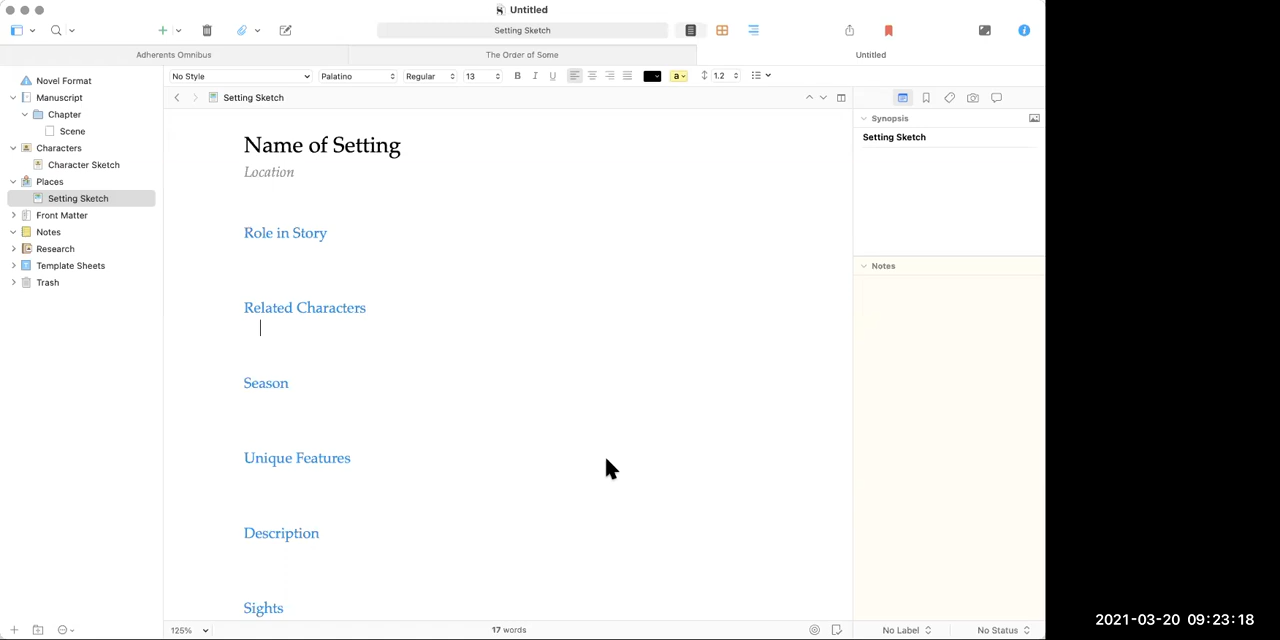 Untitled
Setting Sketch
Adherents Omnibus
The Order of Some
Untitled
No Style
Palatino
Regular
13
B
I
U
a
1.2
Novel Format
Manuscript
Chapter
Scene
Characters
Character Sketch
Places
Setting Sketch
Front Matter
Notes
Research
Template Sheets
Trash
Setting Sketch
Name of Setting
Location
Role in Story
Related Characters
Season
Unique Features
Description
Sights
Synopsis
Setting Sketch
Notes
125%
17 words
No Label
No Status
2021-03-20 09:23:18